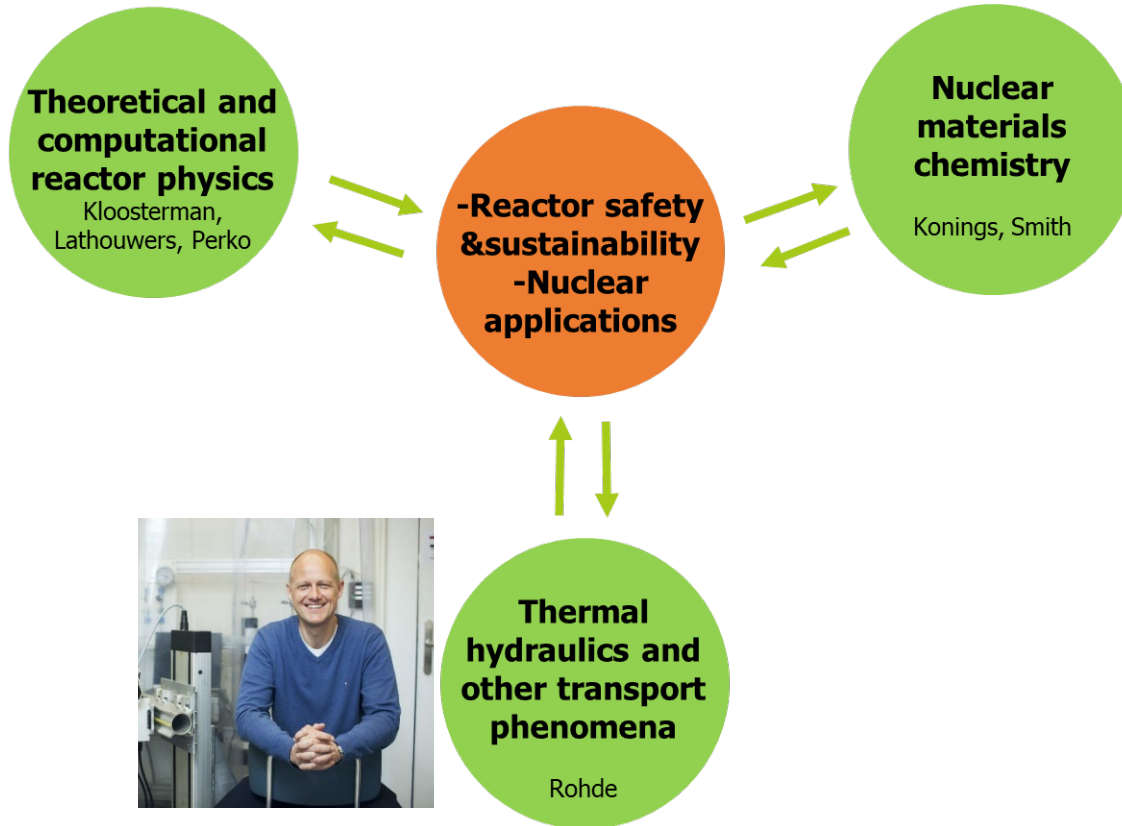 Theoretical and
computational
reactor physics
Kloosterman,
Lathouwers, Perko
-Reactor safety
&sustainability
-Nuclear
applications
Nuclear
materials
chemistry
Konings, Smith
Thermal
hydraulics and
other transport
phenomena
Rohde